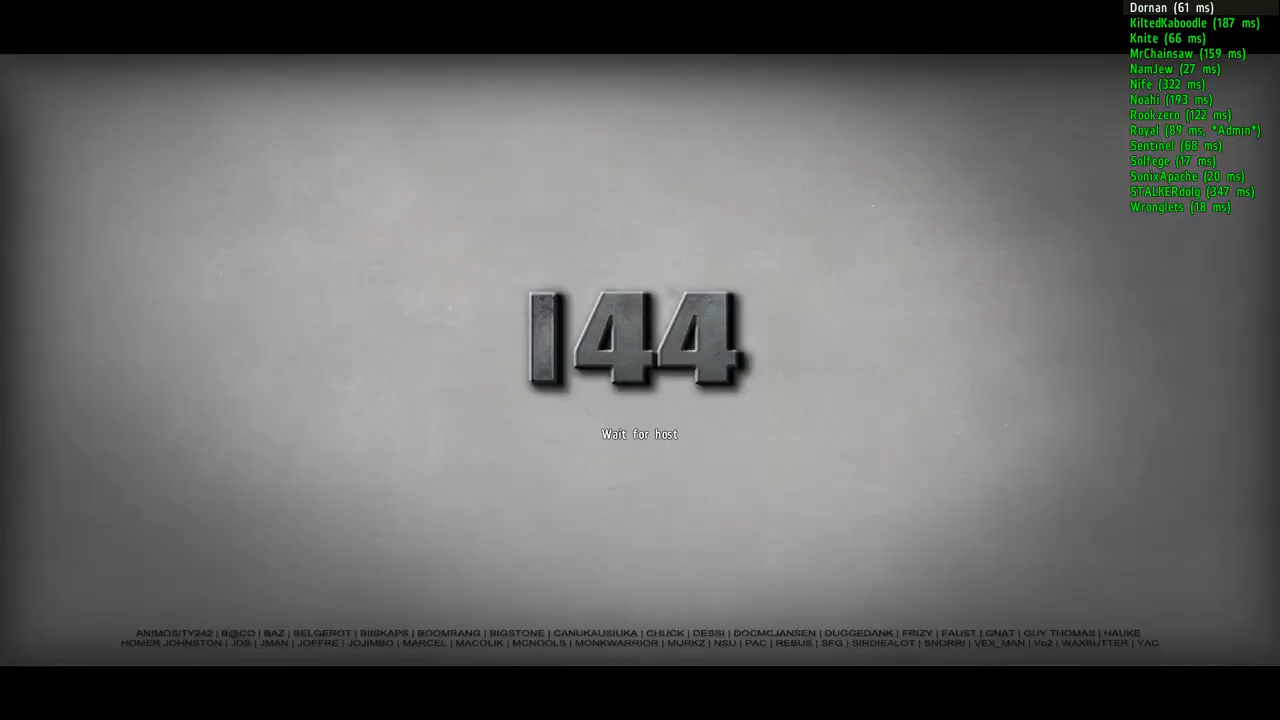 Dornan (61 ms)
KiltedKaboodle (187 ms)
Knite (66 ms)
MrChainsaw (159 ms)
NamJew (27 ms)
Nife (322 ms)
Noahi (193 ms)
Rookzero (122 ms)
Royal (89 ms, *Admin*)
Sentinel (68 ms)
Solfege (17 ms)
SonixApache (20 ms)
STALKERdolg (347 ms)
Wronglets (18 ms)
144
Wait for host
ANIMOSITY242 | B@CO | BAZ | BELGEROT | BIISKAPS | BOOMRANG | BIGSTONE | CANUKAUSIUKA | CHUCK | DESSI | DOCMCJANSEN | DUGGEDANK | FRIZY | FAUST | GNAT | GUY THOMAS | HAUKE
HOMER JOHNSTON | JDB | JMAN | JOFFRE | JOJIMBO | MARCEL | MACOLIK | MCNOOLS | MONKWARRIOR | MURKZ | NSU | PAC | REBUS | SFG | SIRDIEALOT | SNORRI | VEX_MAN | Vo2 | WAXBUTTER | YAC